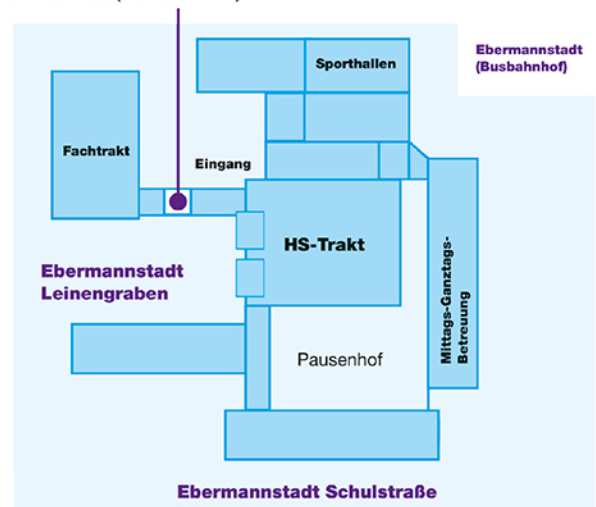 Sporthallen
Ebermannstadt
(Busbahnhof)
Fachtrakt
Eingang
HS-Trakt
Ebermannstadt
Leinengraben
Mittags-Ganztags-
Betreuung
Pausenhof
Ebermannstadt Schulstraße